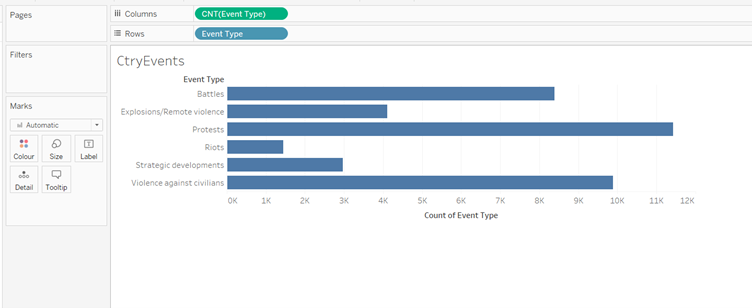 Pages
Columns CNT(Event Type)
Rows Event Type
Filters
CtryEvents
Event Type
Battles
Explosions/Remote violence
Protests
Riots
Strategic developments
Violence against civilians
0K 1K 2K 3K 4K 5K 6K 7K 8K 9K 10K 11K 12K
Count of Event Type
Marks
Automatic
Colour Size Label
Detail Tooltip